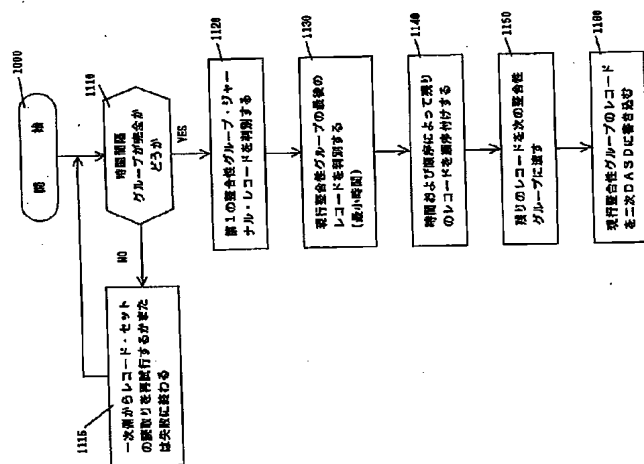 1000
開 始
1110
時間間隔
グループが完全か
どうか
YES
NO
1115
一次側からレコード・セット
の読取りを再試行するかまた
は失敗に終わる
1120
第1の整合性グループ・ジャー
ナル・レコードを判別する
1130
現行整合性グループの最後の
レコードを判別する
(最小時間)
1140
時間および順序によって残り
のレコードを順序付けする
1150
残りのレコードを次の整合性
グループに渡す
1160
現行整合性グループのレコード
を二次DASDに書き込む